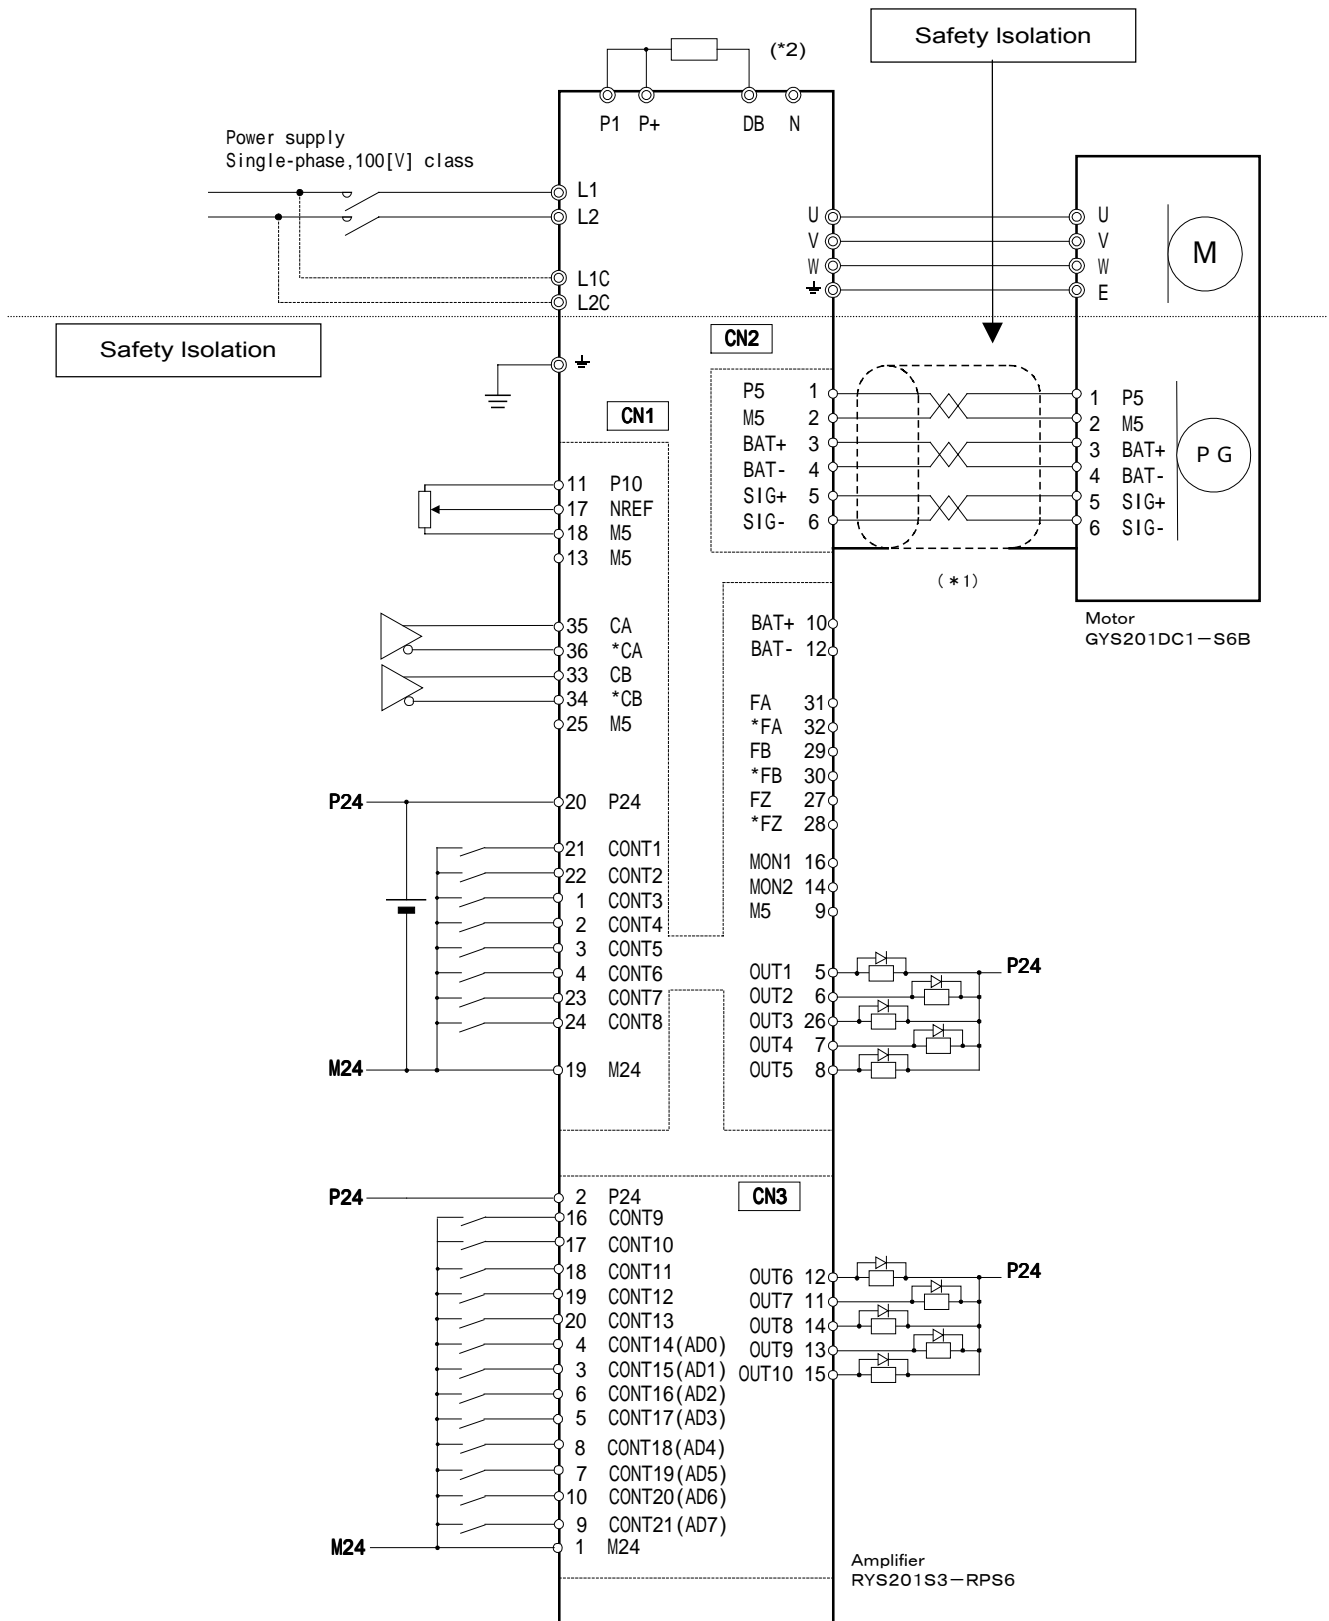 Safety Isolation
(*2)
P1 P+ DB N
Power supply
Single-phase,100[V] class
L1
L2
L1C
L2C
U
V
W
U
V
W
E
M
Safety Isolation
CN2
P5 1
M5 2
BAT+ 3
BAT- 4
SIG+ 5
SIG- 6
1 P5
2 M5
3 BAT+
4 BAT-
5 SIG+
6 SIG-
P G
(*1)
Motor
GYS201DC1-S6B
CN1
11 P10
17 NREF
18 M5
13 M5
35 CA
36 *CA
33 CB
34 *CB
25 M5
P24
20 P24
21 CONT1
22 CONT2
1 CONT3
2 CONT4
3 CONT5
4 CONT6
23 CONT7
24 CONT8
M24
19 M24
BAT+ 10
BAT- 12
FA 31
*FA 32
FB 29
*FB 30
FZ 27
*FZ 28
MON1 16
MON2 14
M5 9
OUT1 5
OUT2 6
OUT3 26
OUT4 7
OUT5 8
P24
P24
CN3
2 P24
16 CONT9
17 CONT10
18 CONT11
19 CONT12
20 CONT13
4 CONT14(AD0)
3 CONT15(AD1)
6 CONT16(AD2)
5 CONT17(AD3)
8 CONT18(AD4)
7 CONT19(AD5)
10 CONT20(AD6)
9 CONT21(AD7)
M24
1 M24
OUT6 12
OUT7 11
OUT8 14
OUT9 13
OUT10 15
P24
Amplifier
RYS201S3-RPS6